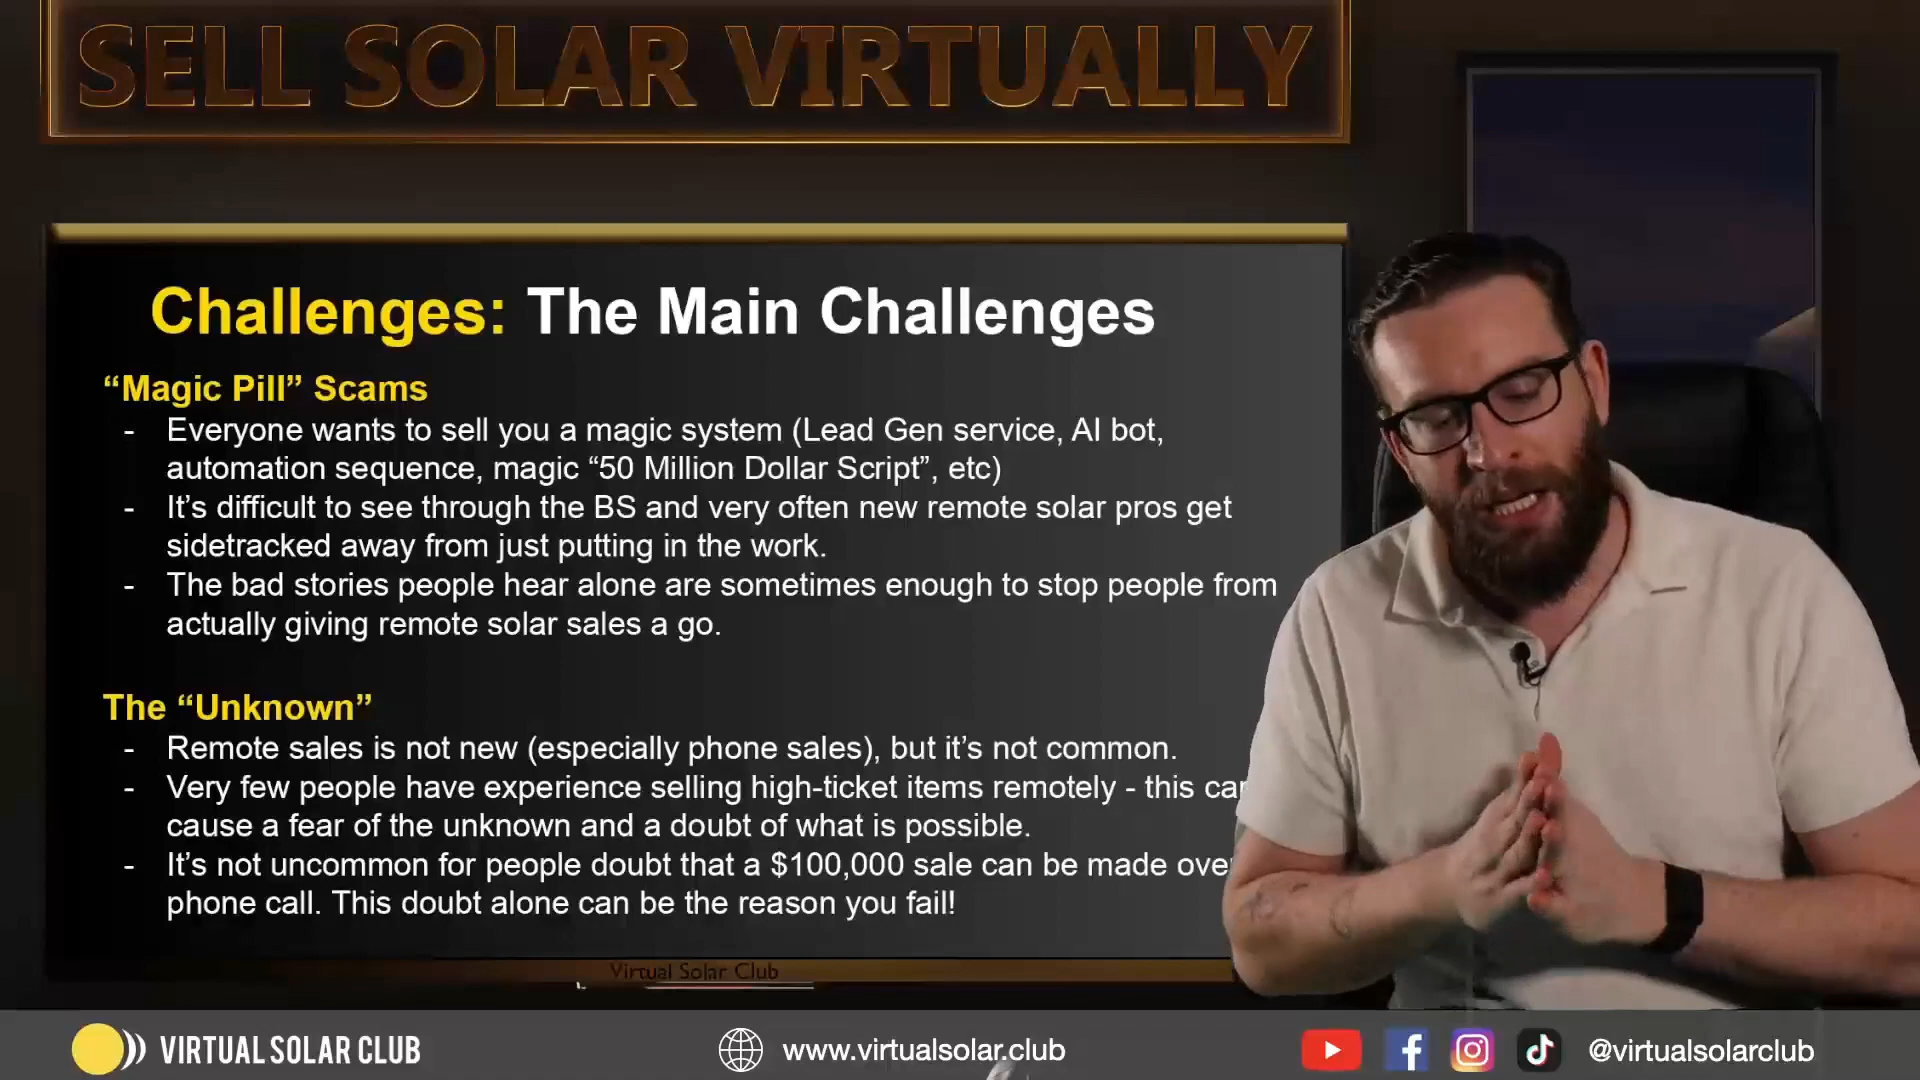 SELL SOLAR VIRTUALLY
Challenges: The Main Challenges
“Magic Pill” Scams
- Everyone wants to sell you a magic system (Lead Gen service, AI bot,
automation sequence, magic “50 Million Dollar Script”, etc)
- It’s difficult to see through the BS and very often new remote solar pros get
sidetracked away from just putting in the work.
- The bad stories people hear alone are sometimes enough to stop people from
actually giving remote solar sales a go.
The “Unknown”
- Remote sales is not new (especially phone sales), but it’s not common.
- Very few people have experience selling high-ticket items remotely - this
cause a fear of the unknown and a doubt of what is possible.
- It’s not uncommon for people doubt that a $100,000 sale can be made
phone call. This doubt alone can be the reason you fail!
Virtual Solar Club
VIRTUAL SOLAR CLUB
www.virtualsolar.club
@virtualsolarclub